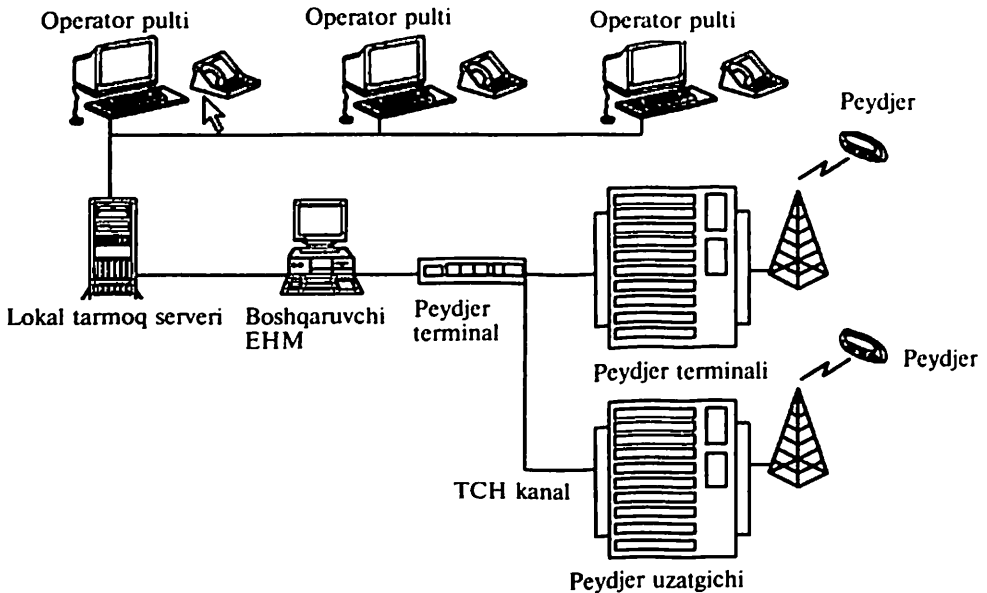 Operator pulti
Operator pulti
Operator pulti
Peydjer
Lokal tarmoq serveri
Boshqaruvchi
EHM
Peydjer
terminal
Peydjer terminali
Peydjer
TCH kanal
Peydjer uzatgichi